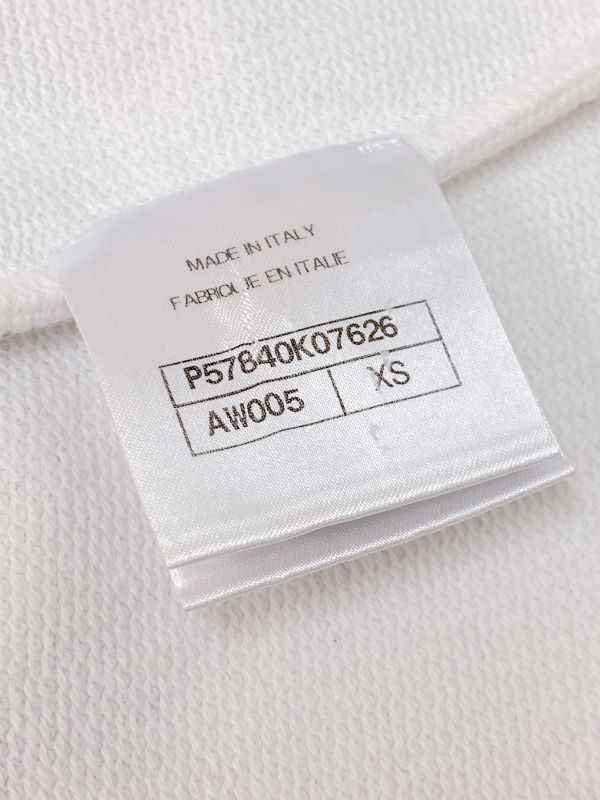 MADE IN ITALY
FABRIQUE EN ITALIE
P57840K07626
AW005 XS